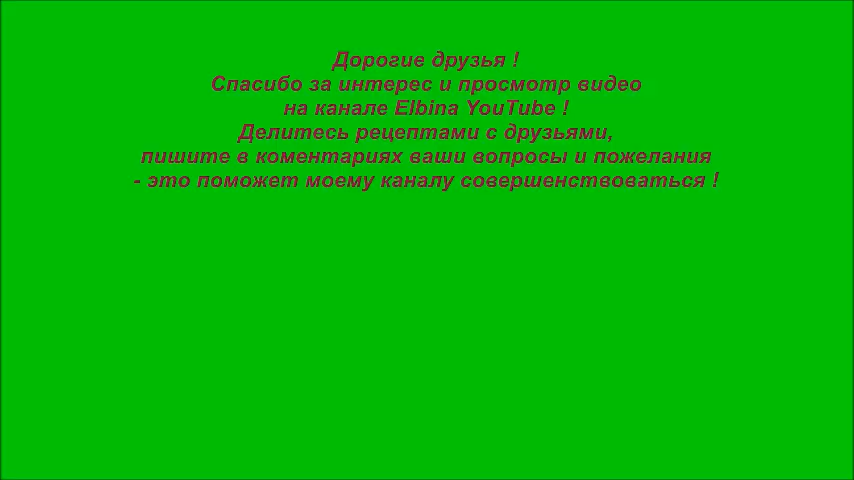 Дорогие друзья !
Спасибо за интерес и просмотр видео
на канале Elbina YouTube !
Делитесь рецептами с друзьями,
пишите в коментариях ваши вопросы и пожелания
- это поможет моему каналу совершенствоваться !